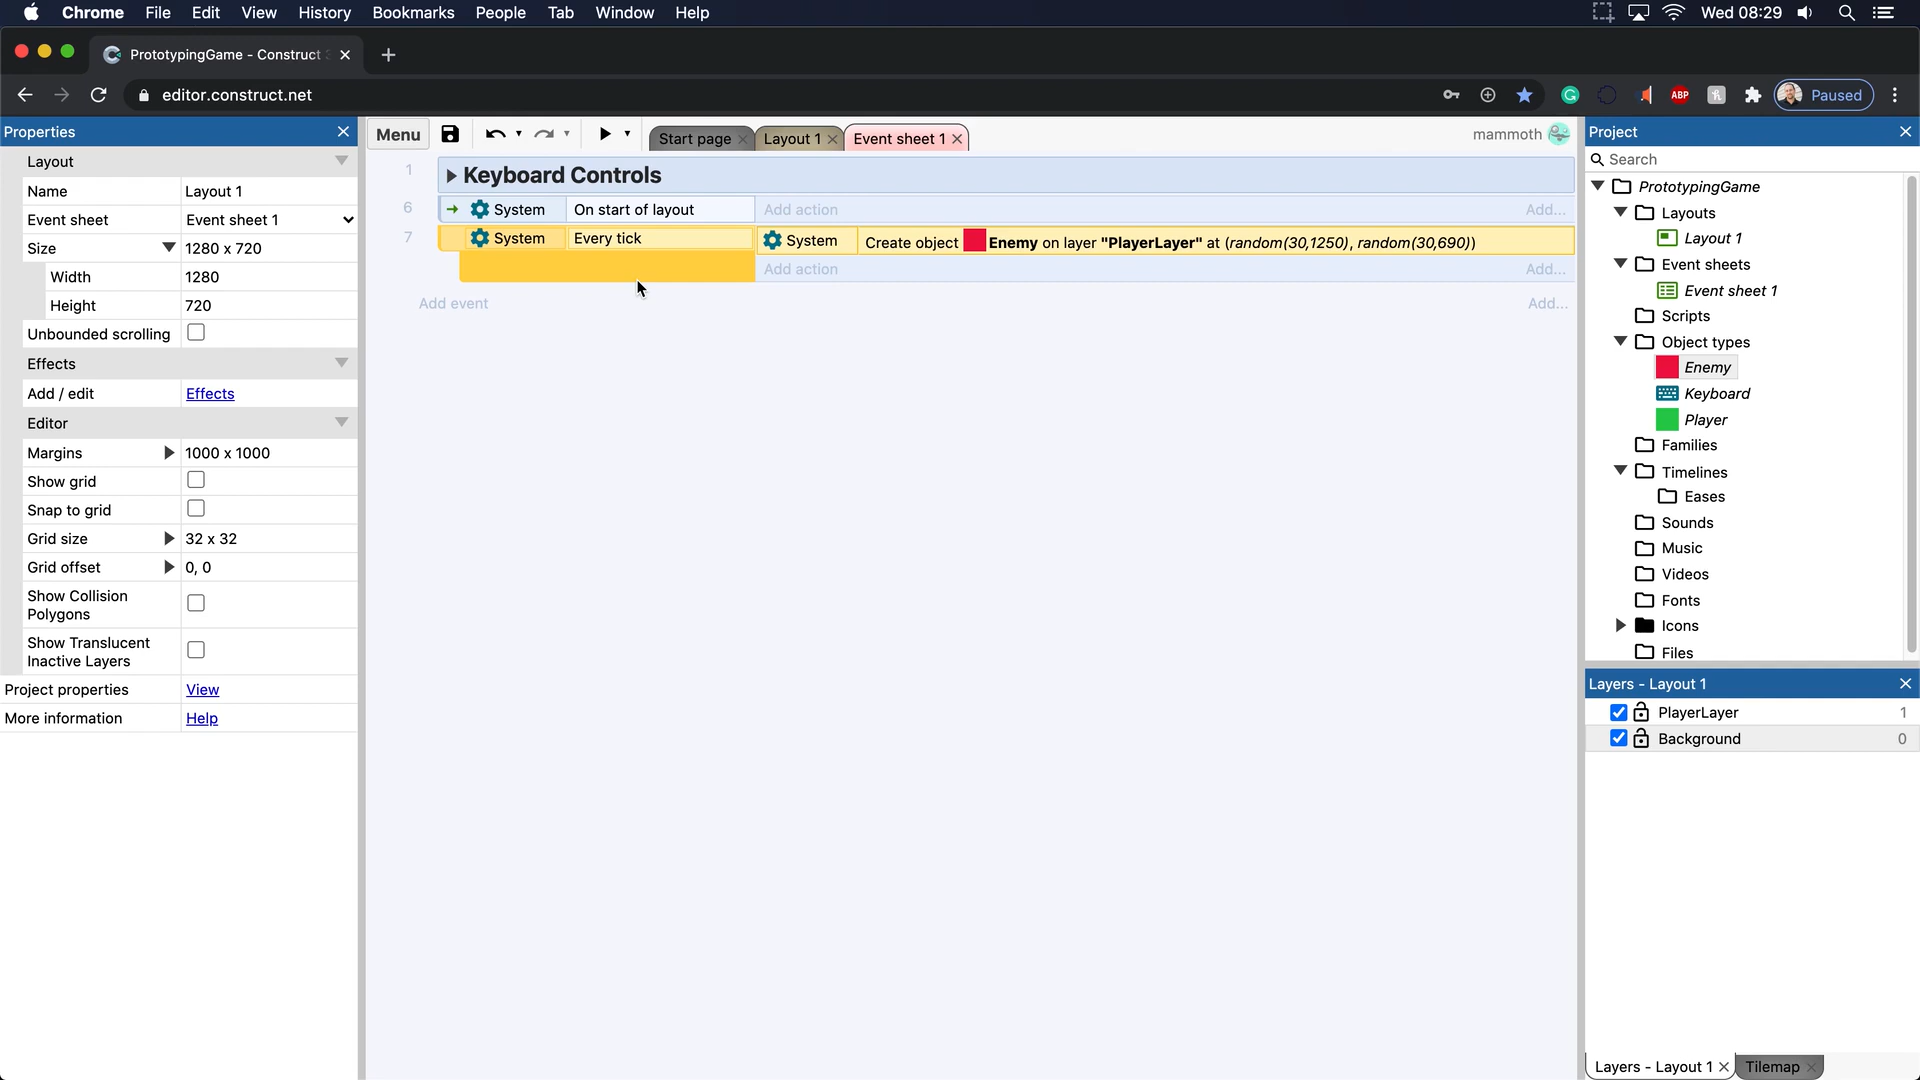 Chrome File Edit View History Bookmarks People Tab Window Help Wed 08:29
PrototypingGame - Construct 3
editor.construct.net ABP Paused
Properties
Layout
Name Layout 1
Event sheet Event sheet 1
Size 1280 x 720
Width 1280
Height 720
Unbounded scrolling
Effects
Add / edit Effects
Editor
Margins 1000 x 1000
Show grid
Snap to grid
Grid size 32 x 32
Grid offset 0, 0
Show Collision
Polygons
Show Translucent
Inactive Layers
Project properties View
More information Help
Menu Start page Layout 1 Event sheet 1 mammoth
1 Keyboard Controls
6 System On start of layout Add action Add...
7 System Every tick System Create object Enemy on layer "PlayerLayer" at (random(30,1250), random(30,690))
Add action Add...
Add event Add...
Project
Search
PrototypingGame
Layouts
Layout 1
Event sheets
Event sheet 1
Scripts
Object types
Enemy
Keyboard
Player
Families
Timelines
Eases
Sounds
Music
Videos
Fonts
Icons
Files
Layers - Layout 1
PlayerLayer 1
Background 0
Layers - Layout 1 Tilemap